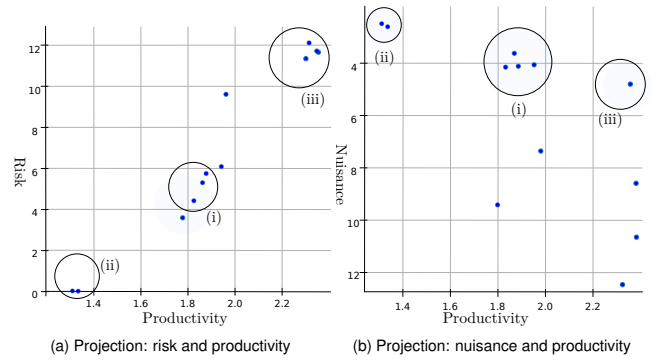 12
10
8
6
4
2
0
Risk
(iii)
(i)
(ii)
1.4
1.6
1.8
2.0
2.2
Productivity
(a) Projection: risk and productivity
4
6
8
10
12
Nuisance
(ii)
(i)
(iii)
1.4
1.6
1.8
2.0
2.2
Productivity
(b) Projection: nuisance and productivity